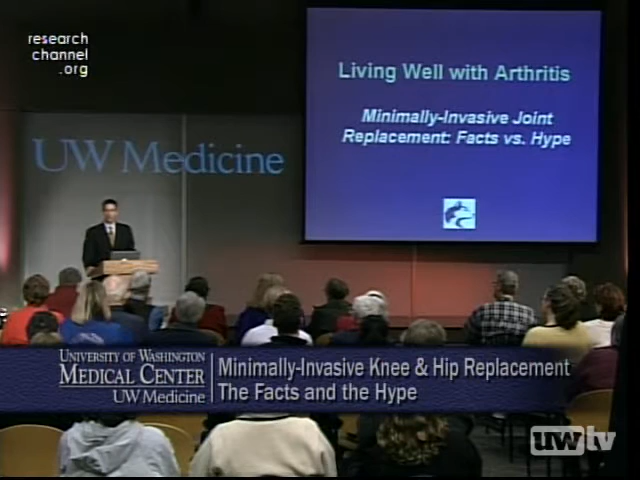 research
channel
.org
Living Well with Arthritis
Minimally-Invasive Joint
Replacement: Facts vs. Hype
UW Medicine
UNIVERSITY OF WASHINGTON
MEDICAL CENTER
UW Medicine
Minimally-Invasive Knee & Hip Replacement
The Facts and the Hype
uwtv